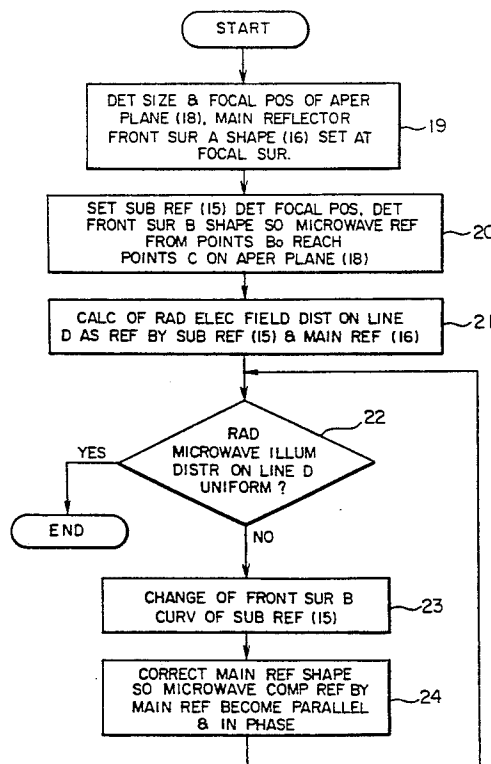 START
DET SIZE & FOCAL POS OF APER
PLANE (18), MAIN REFLECTOR
FRONT SUR A SHAPE (16) SET AT
FOCAL SUR.
19
SET SUB REF (15) DET FOCAL POS, DET
FRONT SUR B SHAPE SO MICROWAVE REF
FROM POINTS Bo REACH
POINTS C ON APER PLANE (18)
20
CALC OF RAD ELEC FIELD DIST ON LINE
D AS REF BY SUB REF (15) & MAIN REF (16)
21
22
RAD
MICROWAVE ILLUM
DISTR ON LINE D
UNIFORM ?
YES
END
NO
CHANGE OF FRONT SUR B
CURV OF SUB REF (15)
23
CORRECT MAIN REF SHAPE
SO MICROWAVE COMP REF BY
MAIN REF BECOME PARALLEL
& IN PHASE
24